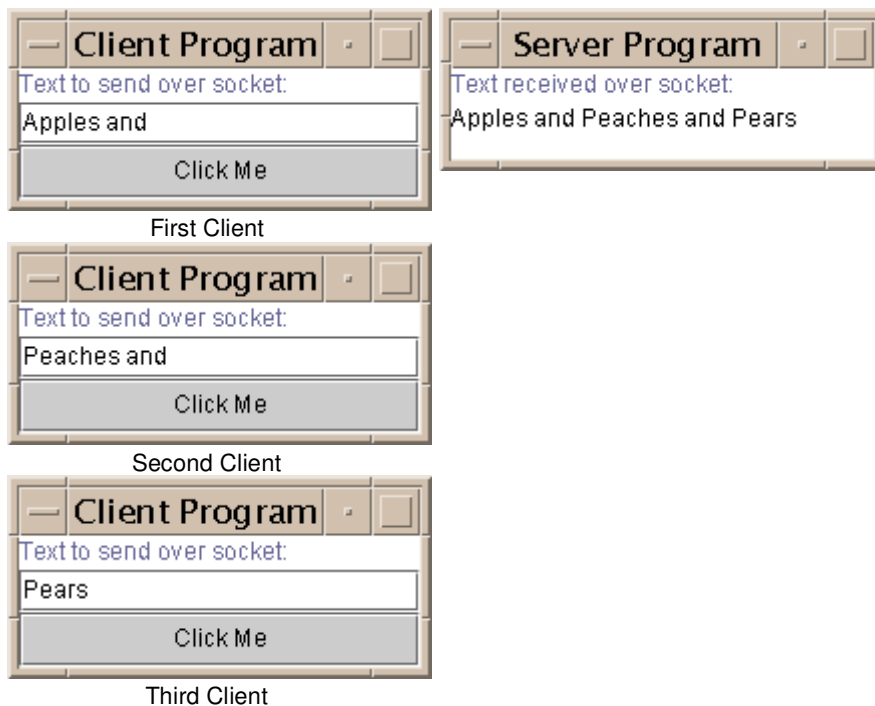 Client Program
Text to send over socket:
Apples and
Click Me
First Client
Server Program
Text received over socket:
Apples and Peaches and Pears
Client Program
Text to send over socket:
Peaches and
Click Me
Second Client
Client Program
Text to send over socket:
Pears
Click Me
Third Client